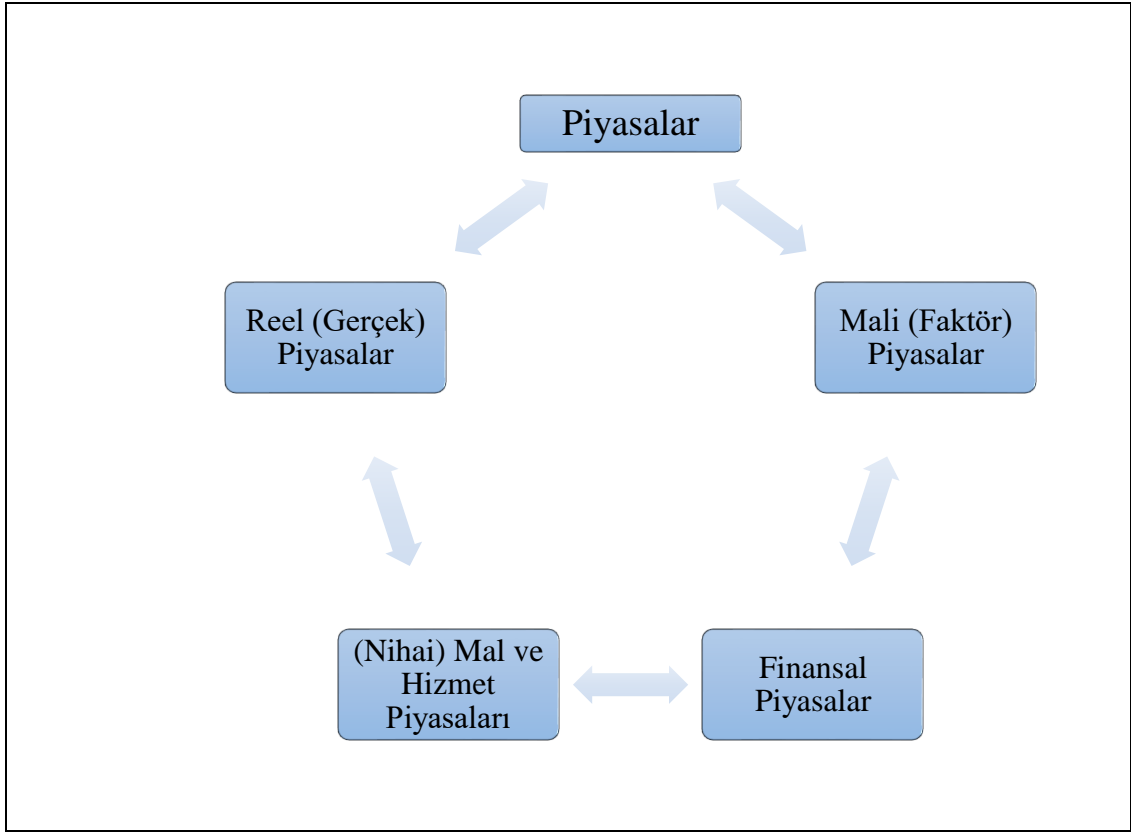 Piyasalar
Reel (Gerçek)
Piyasalar
Mali (Faktör)
Piyasalar
(Nihai) Mal ve
Hizmet
Piyasaları
Finansal
Piyasalar